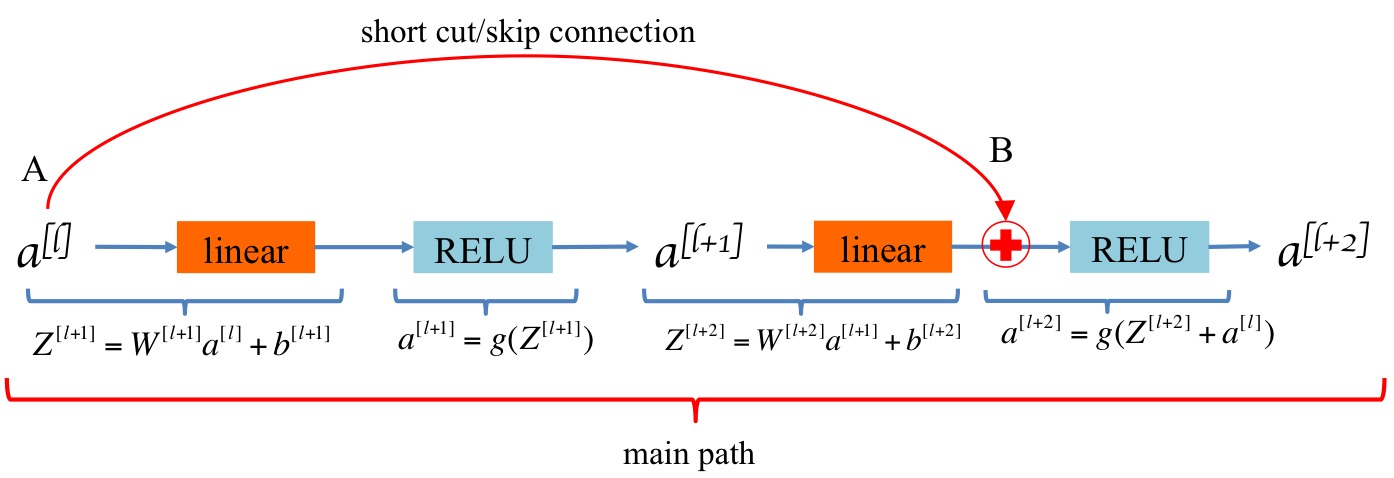 short cut/skip connection
A
B
a^[l] linear RELU a^[l+1] linear RELU a^[l+2]
Z^[l+1] = W^[l+1]a^[l] + b^[l+1] a^[l+1] = g(Z^[l+1]) Z^[l+2] = W^[l+2]a^[l+1] + b^[l+2] a^[l+2] = g(Z^[l+2] + a^[l])
main path